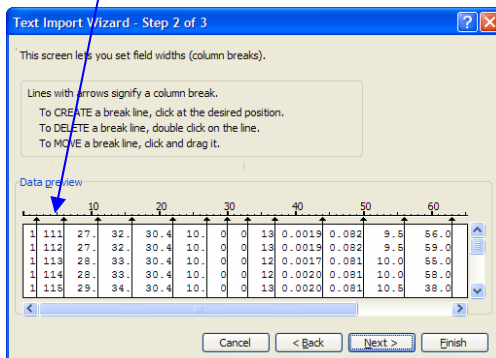 Text Import Wizard - Step 2 of 3
This screen lets you set field widths (column breaks).
Lines with arrows signify a column break.
To CREATE a break line, click at the desired position.
To DELETE a break line, double click on the line.
To MOVE a break line, click and drag it.
Data preview
10 20 30 40 50 60
1 111 27. 32. 30.4 10. 0 0 13 0.0019 0.082 9.5 56.0
1 112 27. 32. 30.4 10. 0 0 13 0.0019 0.082 9.5 59.0
1 113 28. 33. 30.4 10. 0 0 12 0.0017 0.081 10.0 55.0
1 114 28. 33. 30.4 10. 0 0 12 0.0020 0.081 10.0 58.0
1 115 29. 34. 30.4 10. 0 0 13 0.0020 0.081 10.5 38.0
Cancel < Back Next > Finish